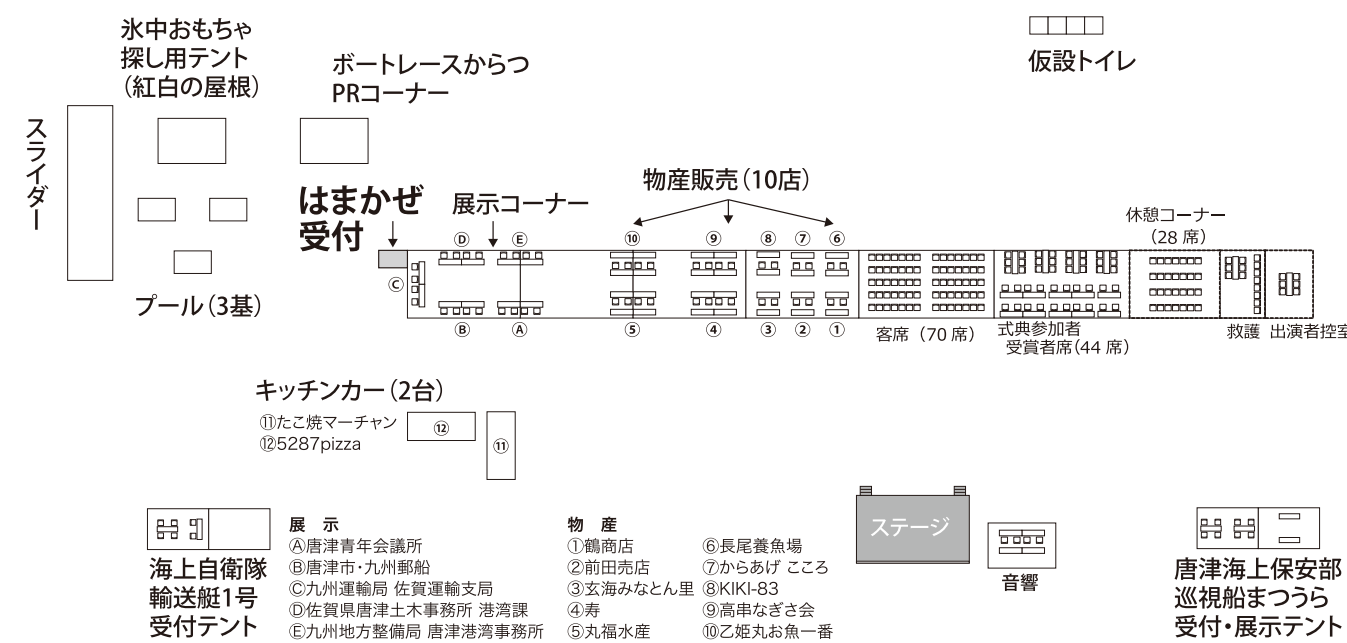 氷中おもちゃ
探し用テント
（紅白の屋根）
スライダー
ボートレースからつ
PRコーナー
仮設トイレ
はまかぜ
受付
展示コーナー
物産販売（10店）
休憩コーナー
（28 席）
Ⓓ
Ⓔ
⑩
⑨
⑧
⑦
⑥
Ⓒ
Ⓑ
Ⓐ
⑤
④
③
②
①
客席（70 席）
式典参加者
受賞者席（44 席）
救護
出演者控室
プール（3基）
キッチンカー（2台）
⑪たこ焼マーチャン
⑫5287pizza
⑫
⑪
海上自衛隊
輸送艇1号
受付テント
展　示
Ⓐ唐津青年会議所
Ⓑ唐津市・九州郵船
Ⓒ九州運輸局 佐賀運輸支局
Ⓓ佐賀県唐津土木事務所 港湾課
Ⓔ九州地方整備局 唐津港湾事務所
物　産
①鶴商店
②前田売店
③玄海みなとん里
④寿
⑤丸福水産
⑥長尾養魚場
⑦からあげ こころ
⑧KIKI-83
⑨高串なぎさ会
⑩乙姫丸お魚一番
ステージ
音響
唐津海上保安部
巡視船まつうら
受付・展示テント